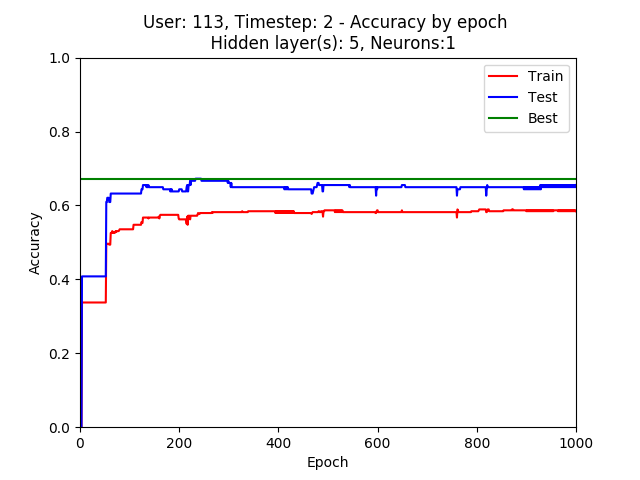 User: 113, Timestep: 2 - Accuracy by epoch
Hidden layer(s): 5, Neurons:1
Train
Test
Best
1.0
0.8
0.6
0.4
0.2
0.0
Accuracy
0 200 400 600 800 1000
Epoch